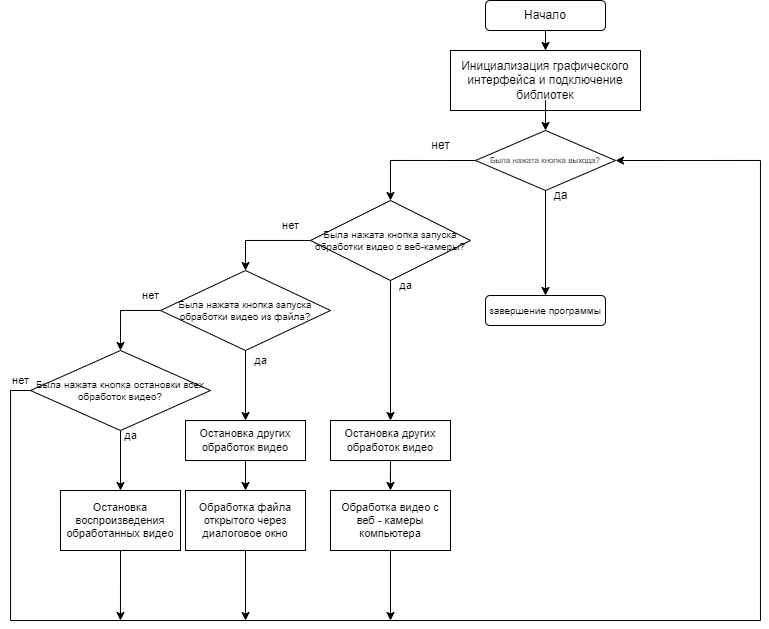 Начало
Инициализация графического
интерфейса и подключение
библиотек
нет
Была нажата кнопка выхода?
да
нет
Была нажата кнопка запуска
обработки видео с веб-камеры?
да
нет
Была нажата кнопка запуска
обработки видео из файла?
завершение программы
да
нет
Была нажата кнопка остановки всех
обработок видео?
да
Остановка других
обработок видео
Остановка других
обработок видео
Остановка
воспроизведения
обработанных видео
Обработка файла
открытого через
диалоговое окно
Обработка видео с
веб - камеры
компьютера